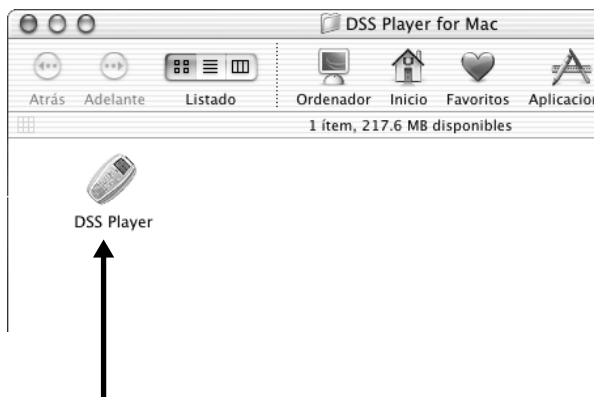 DSS Player for Mac
Atrás Adelante Listado Ordenador Inicio Favoritos Aplicacion
1 ítem, 217.6 MB disponibles
DSS Player